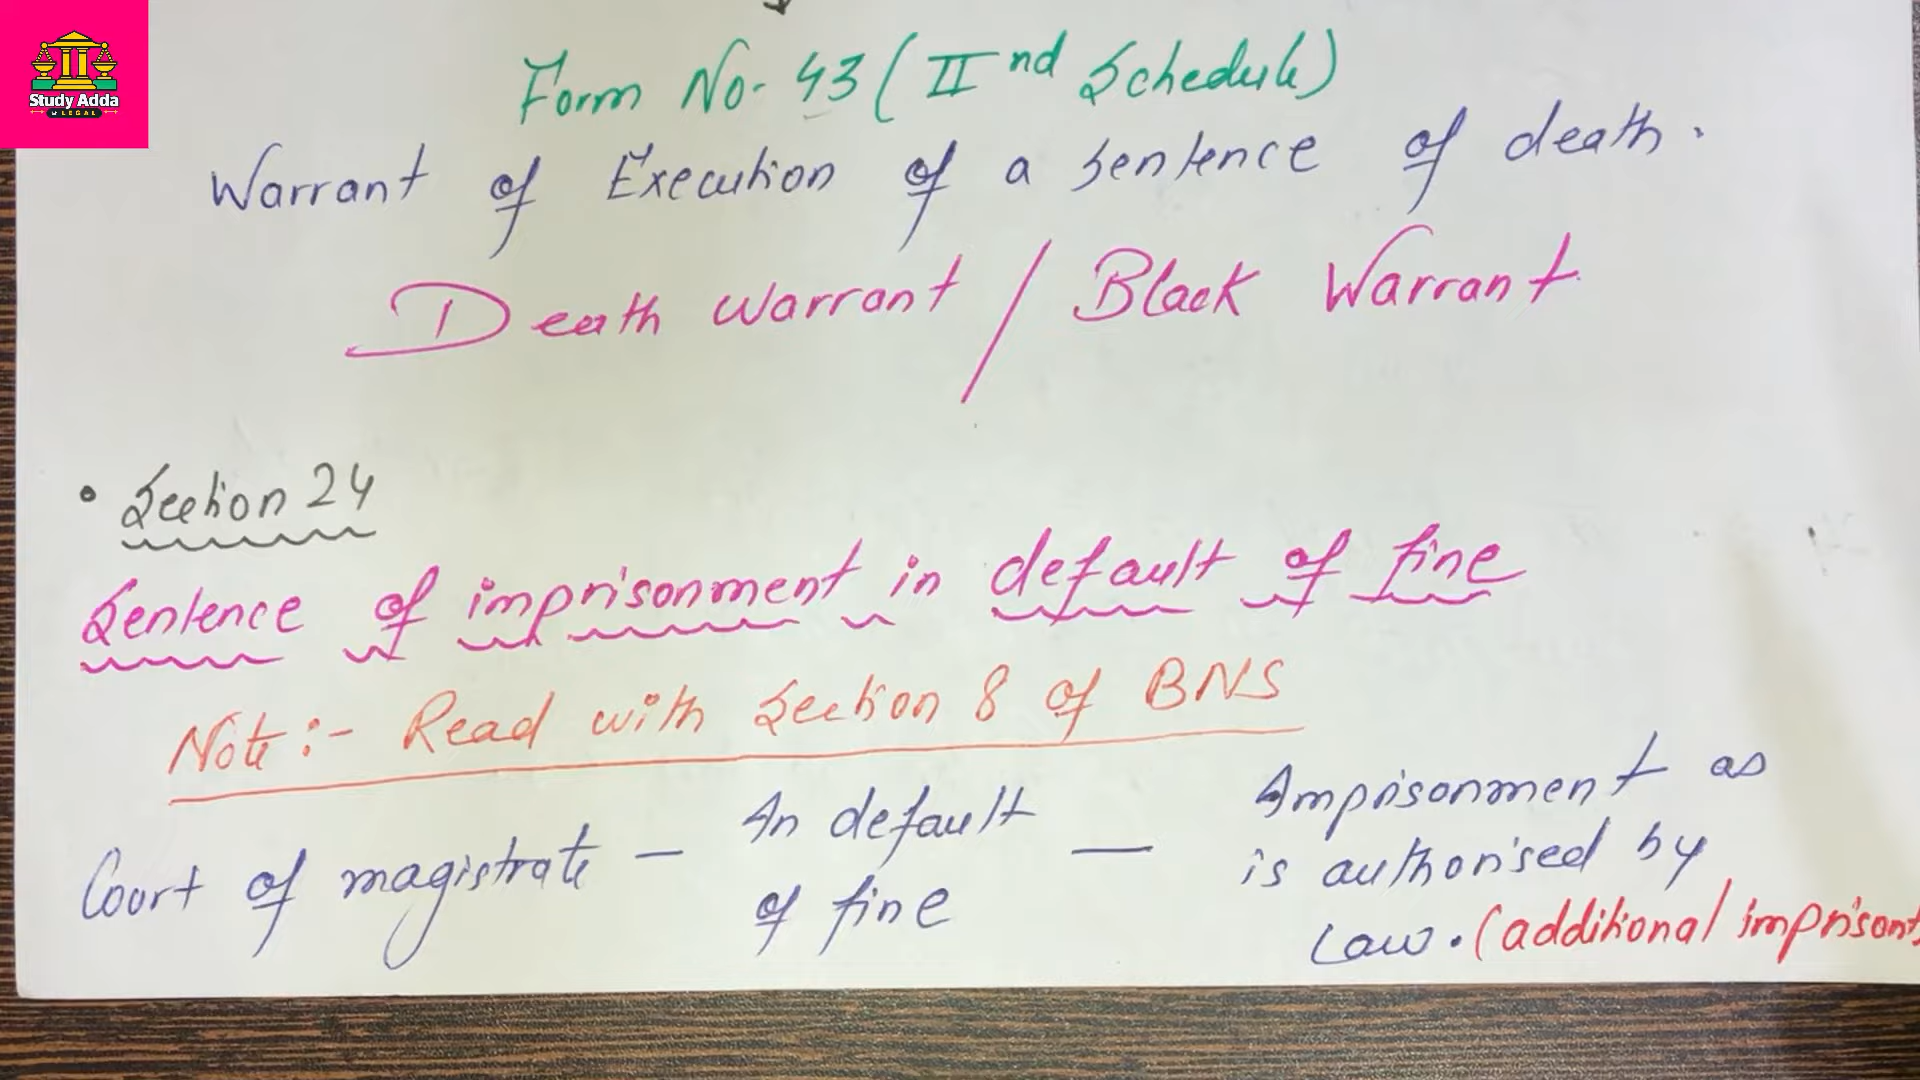 Study Adda
LEGAL
Form No- 43 (IInd Schedule)
Warrant of Execution of a sentence of death.
Death warrant / Black Warrant
• Section 24
Sentence of imprisonment in default of fine
Note:- Read with Section 8 of BNS
Court of magistrate — In default of fine — Imprisonment as is authorised by Law. (additional imprisont